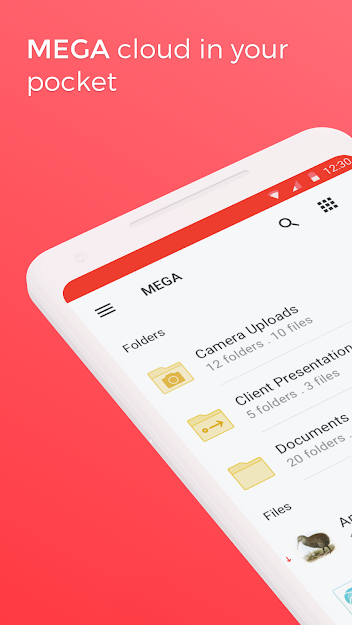 MEGA cloud in your
pocket
12:30
MEGA
Folders
Camera Uploads
12 folders . 10 files
Client Presentation
5 folders . 3 files
Documents
20 folders .
Files